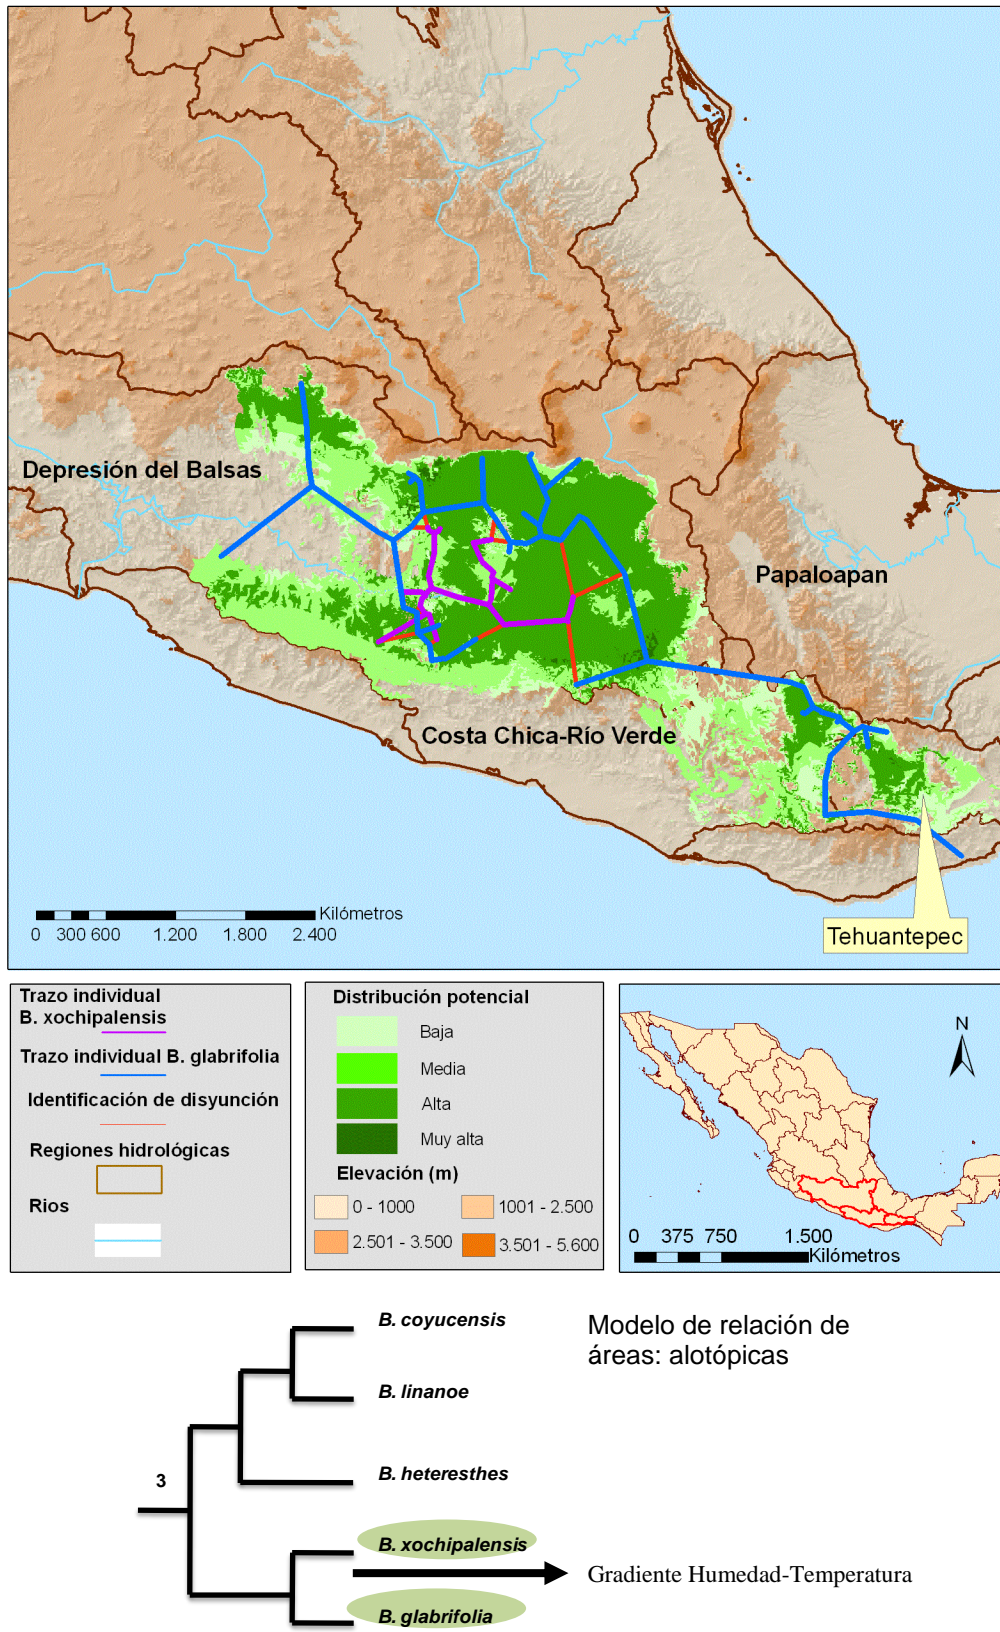 Depresión del Balsas
Papaloapan
Costa Chica-Río Verde
Kilómetros
0 300 600 1.200 1.800 2.400
Tehuantepec
Trazo individual
B. xochipalensis
Trazo individual B. glabrifolia
Identificación de disyunción
Regiones hidrológicas
Rios
Distribución potencial
Baja
Media
Alta
Muy alta
Elevación (m)
0 - 1000
1001 - 2.500
2.501 - 3.500
3.501 - 5.600
N
0 375 750 1.500
Kilómetros
B. coyucensis
Modelo de relación de
áreas: alotópicas
B. linanoe
B. heteresthes
3
B. xochipalensis
Gradiente Humedad-Temperatura
B. glabrifolia